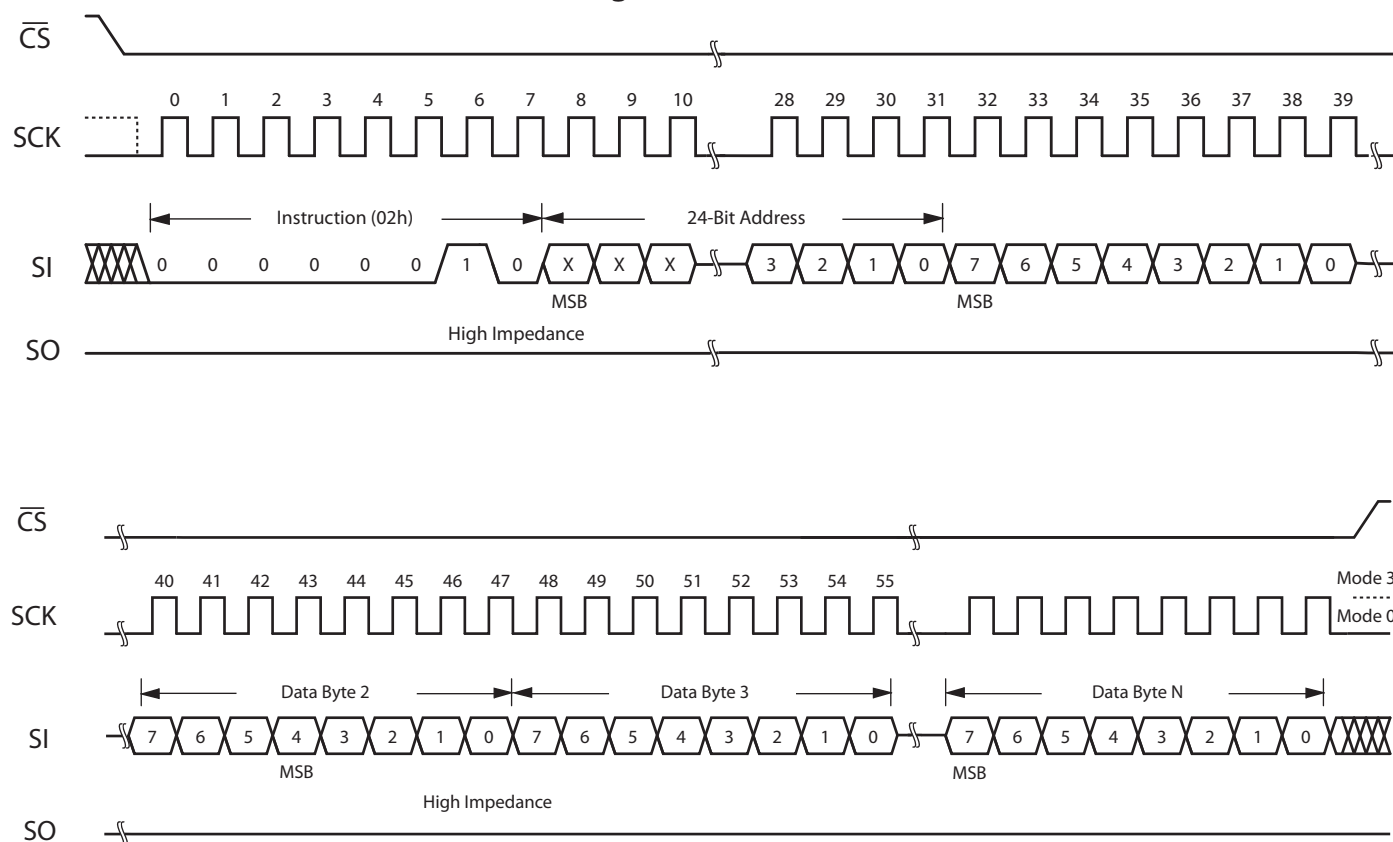 CS
0 1 2 3 4 5 6 7 8 9 10 28 29 30 31 32 33 34 35 36 37 38 39
SCK
Instruction (02h) 24-Bit Address
SI 0 0 0 0 0 0 1 0 X X X 3 2 1 0 7 6 5 4 3 2 1 0
MSB MSB
High Impedance
SO
CS
40 41 42 43 44 45 46 47 48 49 50 51 52 53 54 55 Mode 3
SCK Mode 0
Data Byte 2 Data Byte 3 Data Byte N
SI 7 6 5 4 3 2 1 0 7 6 5 4 3 2 1 0 7 6 5 4 3 2 1 0
MSB MSB
High Impedance
SO